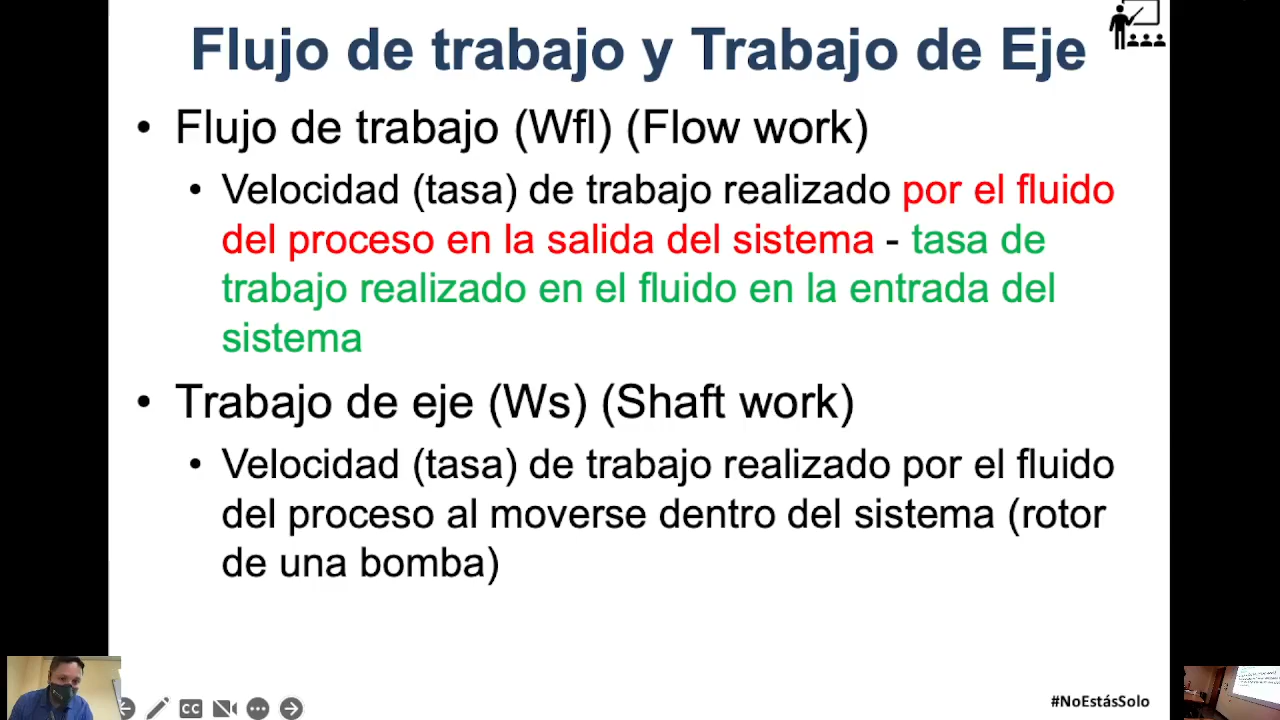 Flujo de trabajo y Trabajo de Eje
• Flujo de trabajo (Wfl) (Flow work)
• Velocidad (tasa) de trabajo realizado por el fluido
del proceso en la salida del sistema - tasa de
trabajo realizado en el fluido en la entrada del
sistema
• Trabajo de eje (Ws) (Shaft work)
• Velocidad (tasa) de trabajo realizado por el fluido
del proceso al moverse dentro del sistema (rotor
de una bomba)
CC
#NoEstásSolo